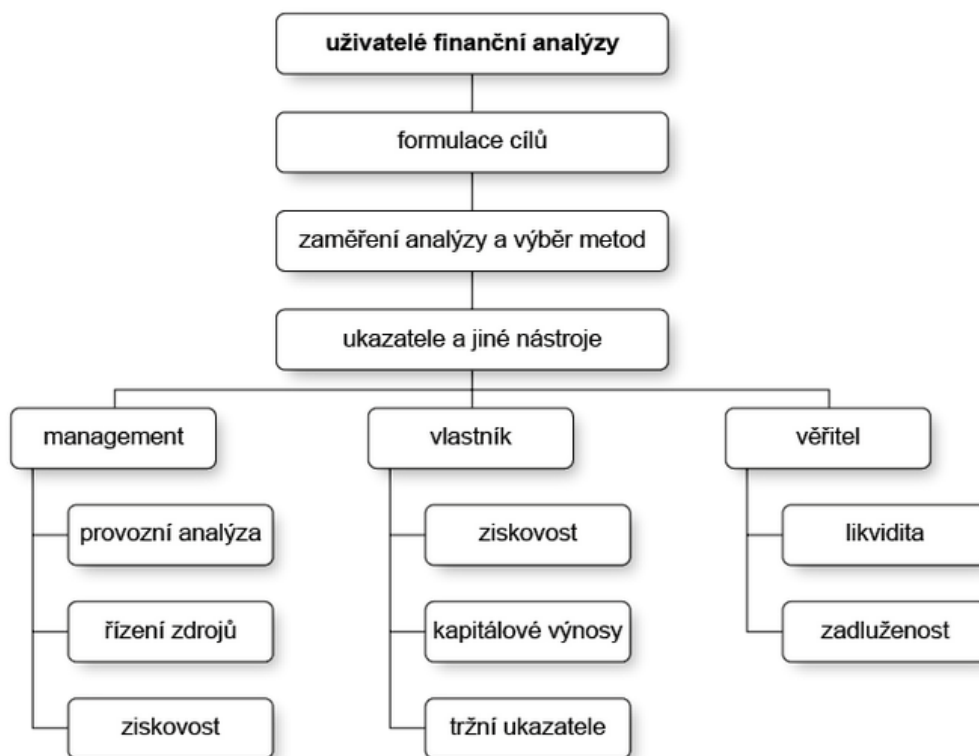 uživatelé finanční analýzy
formulace cílů
zaměření analýzy a výběr metod
ukazatele a jiné nástroje
management
vlastník
věřitel
provozní analýza
ziskovost
likvidita
řízení zdrojů
kapitálové výnosy
zadluženost
ziskovost
tržní ukazatele